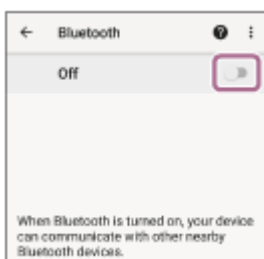 Bluetooth
Off
When Bluetooth is turned on, your device
can communicate with other nearby
Bluetooth devices.